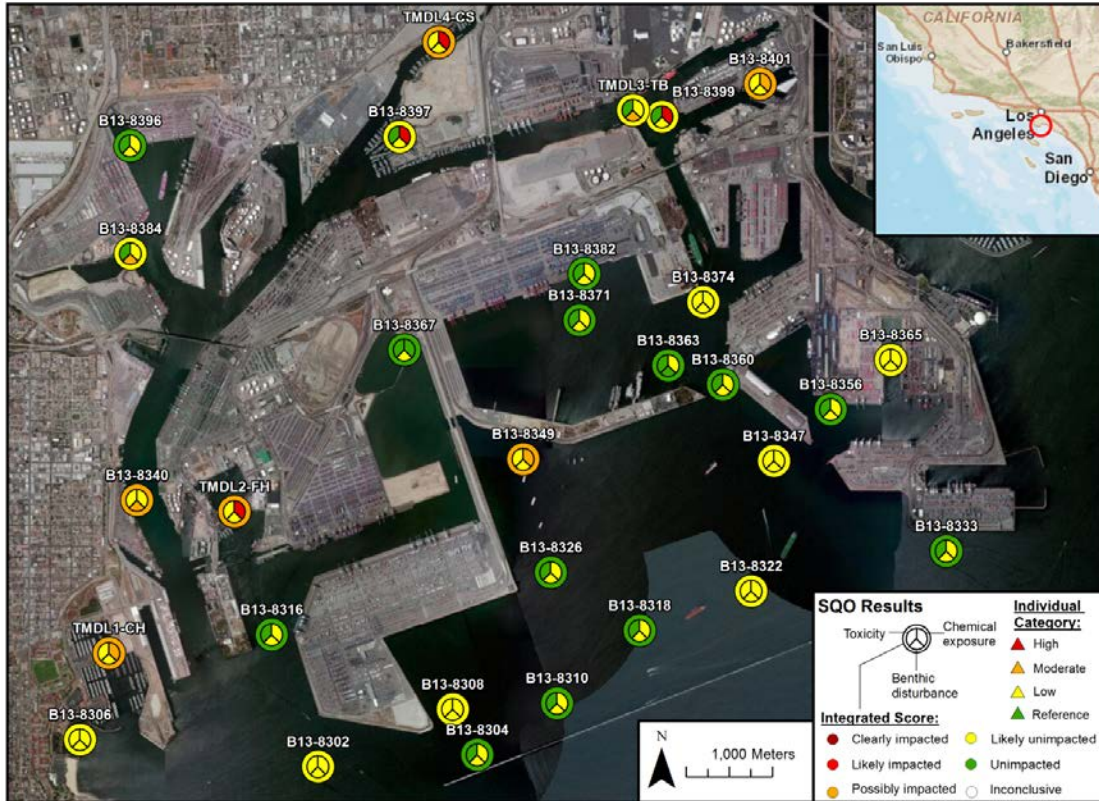 TMDL4-CS
CALIFORNIA
San Luis
Obispo
Bakersfield
Los
Angeles
San
Diego
B13-8401
TMDL3-TB
B13-8399
B13-8397
B13-8396
B13-8384
B13-8382
B13-8374
B13-8371
B13-8367
B13-8363
B13-8365
B13-8360
B13-8356
B13-8349
B13-8347
B13-8340
TMDL2-FH
B13-8333
B13-8326
B13-8322
B13-8318
B13-8316
TMDL1-CH
B13-8310
B13-8308
B13-8306
B13-8304
B13-8302
N
1,000 Meters
SQO Results
Toxicity
Chemical
exposure
Benthic
disturbance
Individual
Category:
High
Moderate
Low
Reference
Integrated Score:
Clearly impacted
Likely unimpacted
Likely impacted
Unimpacted
Possibly impacted
Inconclusive